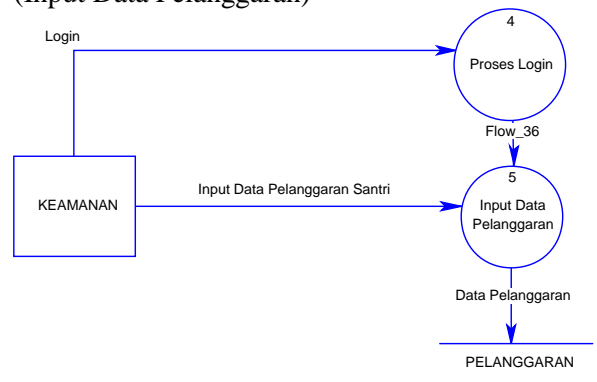 (Input Data Pelanggaran)
Login
4
Proses Login
Flow_36
5
KEAMANAN
Input Data Pelanggaran Santri
Input Data
Pelanggaran
Data Pelanggaran
PELANGGARAN